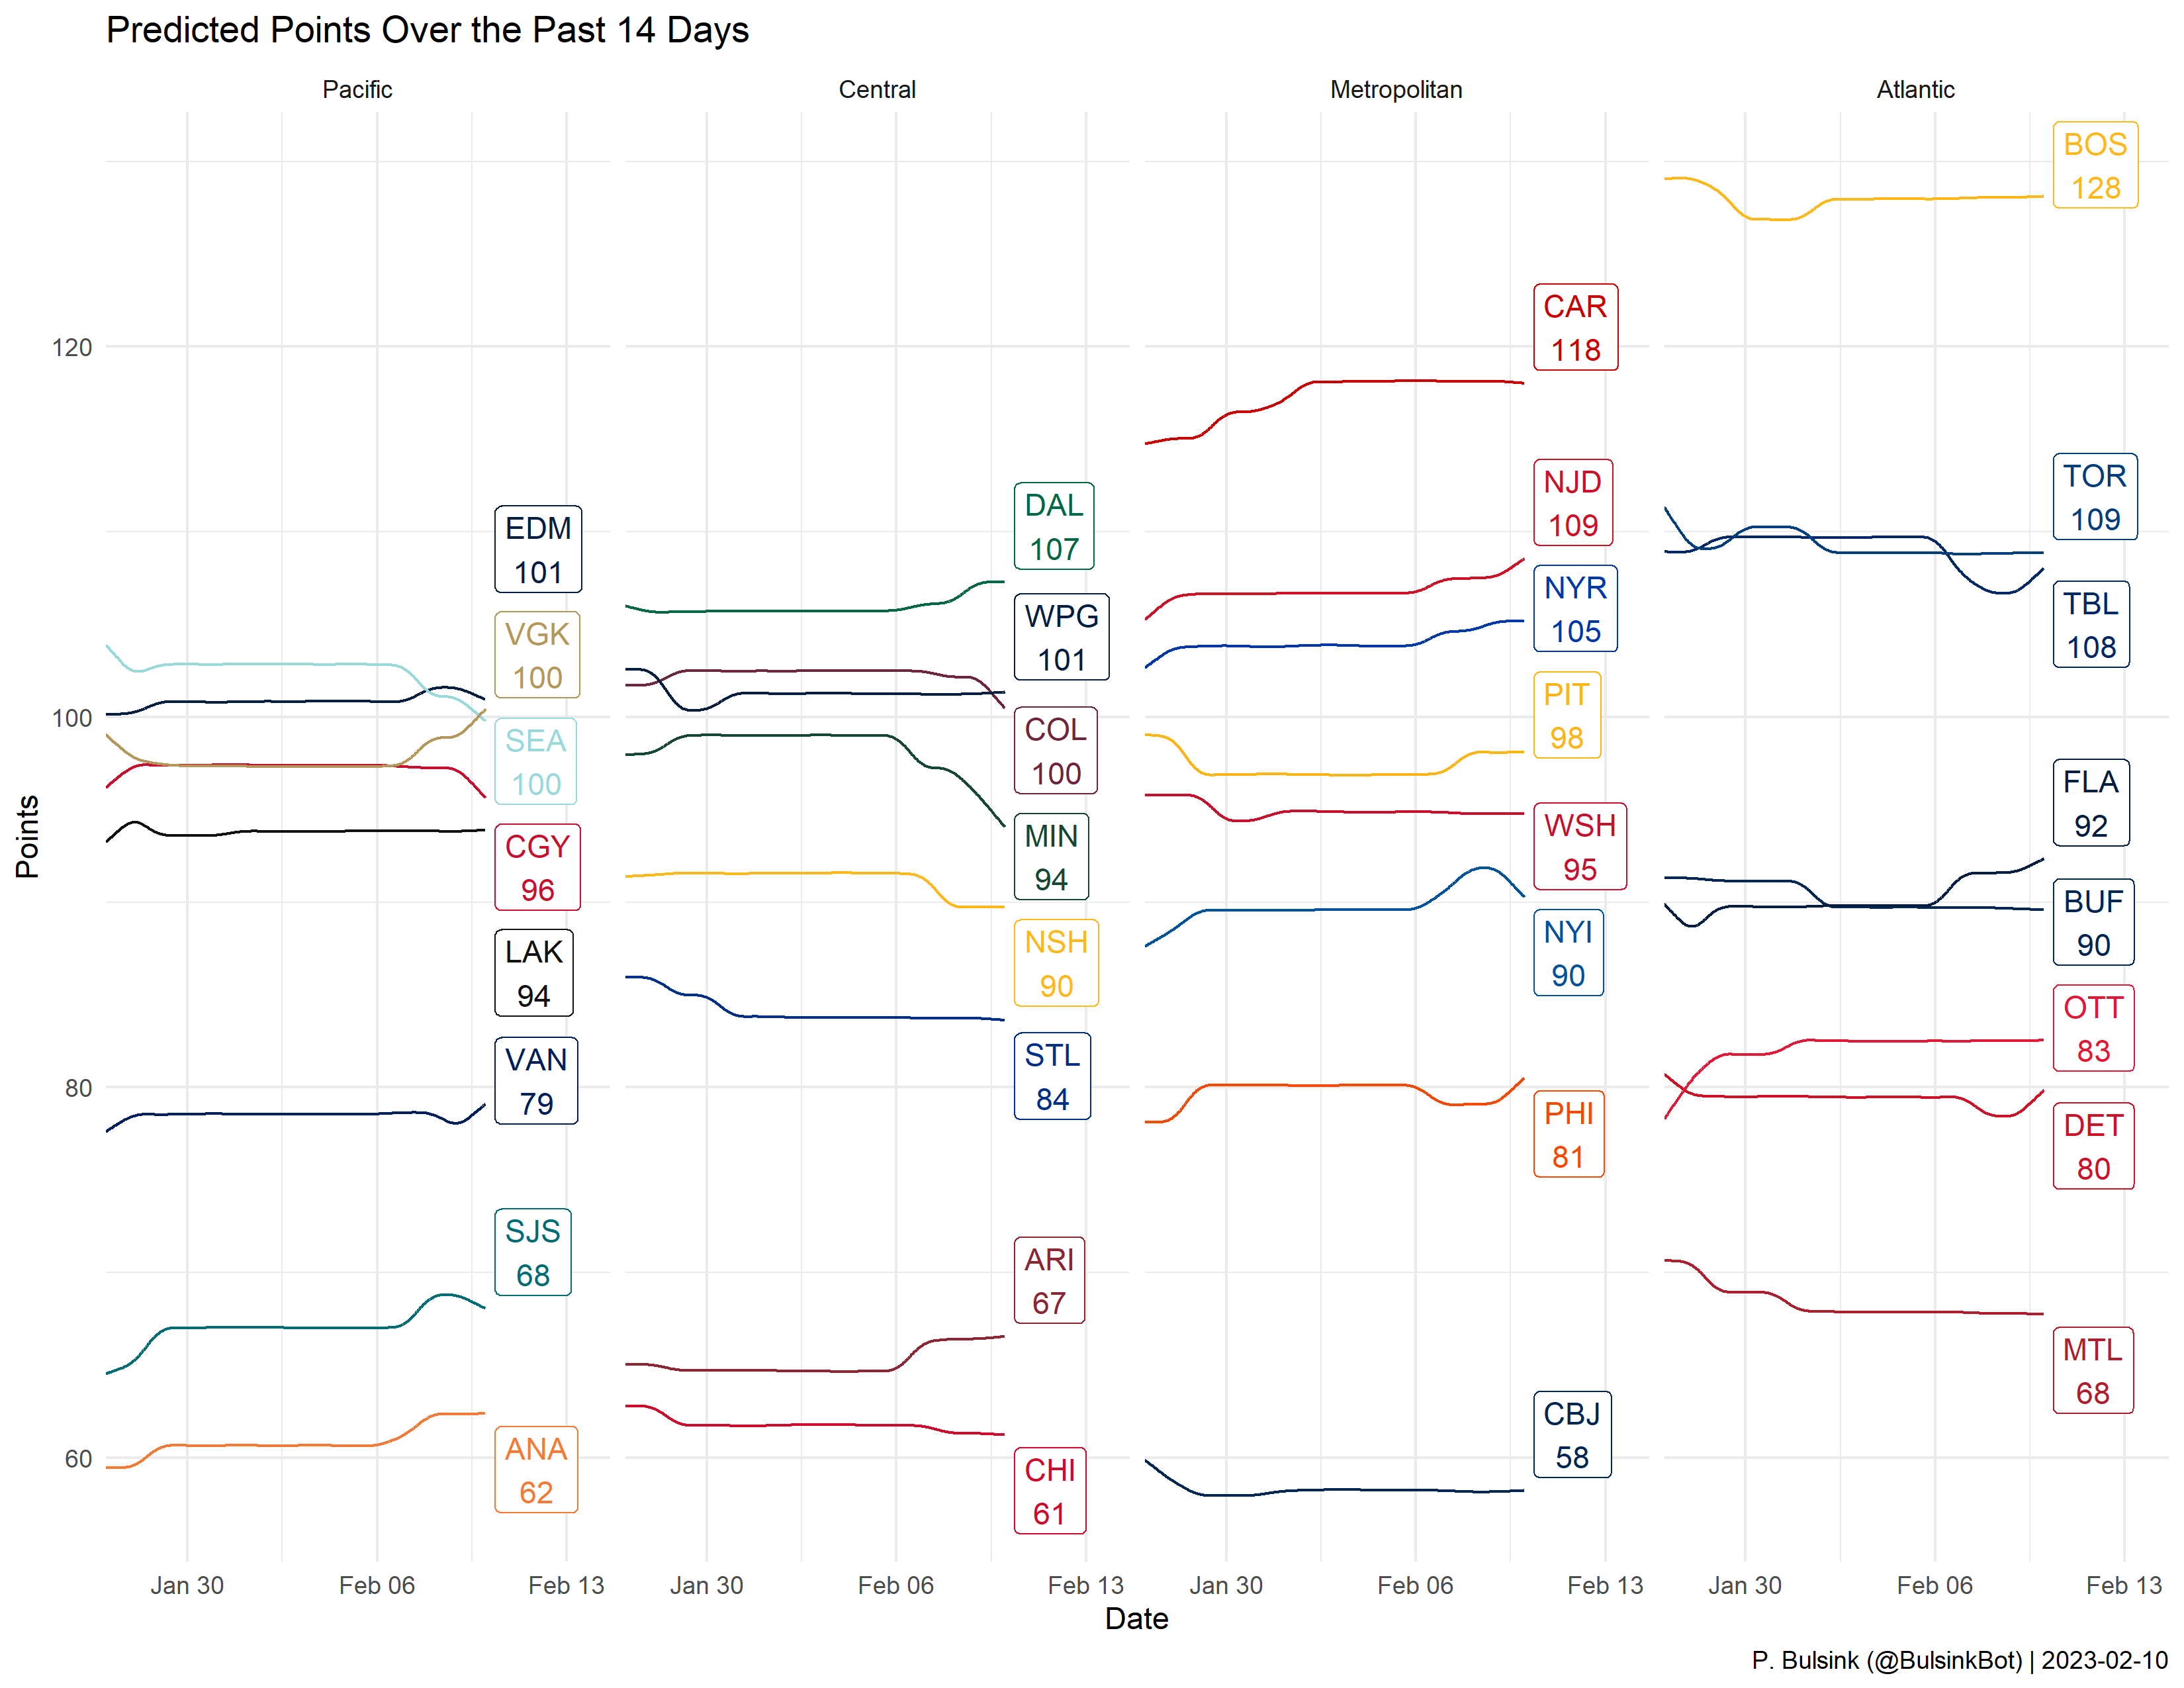 Predicted Points Over the Past 14 Days
Pacific
Central
Metropolitan
Atlantic
Points
120
100
80
60
EDM
101
VGK
100
SEA
100
CGY
96
LAK
94
VAN
79
SJS
68
ANA
62
DAL
107
WPG
101
COL
100
MIN
94
NSH
90
STL
84
ARI
67
CHI
61
CAR
118
NJD
109
NYR
105
PIT
98
WSH
95
NYI
90
PHI
81
CBJ
58
BOS
128
TOR
109
TBL
108
FLA
92
BUF
90
OTT
83
DET
80
MTL
68
Jan 30 Feb 06 Feb 13
Jan 30 Feb 06 Feb 13
Jan 30 Feb 06 Feb 13
Jan 30 Feb 06 Feb 13
Date
P. Bulsink (@BulsinkBot) | 2023-02-10